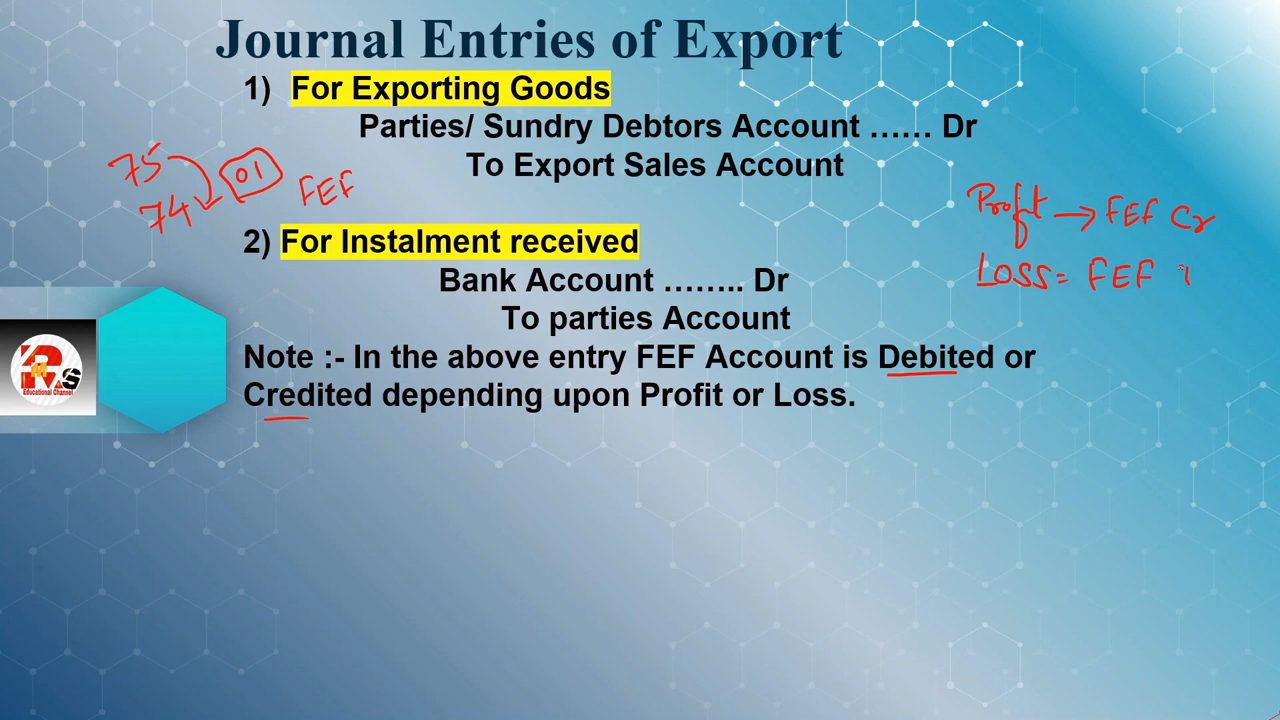 Journal Entries of Export
1) For Exporting Goods
Parties/ Sundry Debtors Account …… Dr
To Export Sales Account
75
74
01
FEF
Profit → FEF Cr
Loss = FEF
2) For Instalment received
Bank Account …….. Dr
To parties Account
Note :- In the above entry FEF Account is Debited or
Credited depending upon Profit or Loss.
Educational Channel